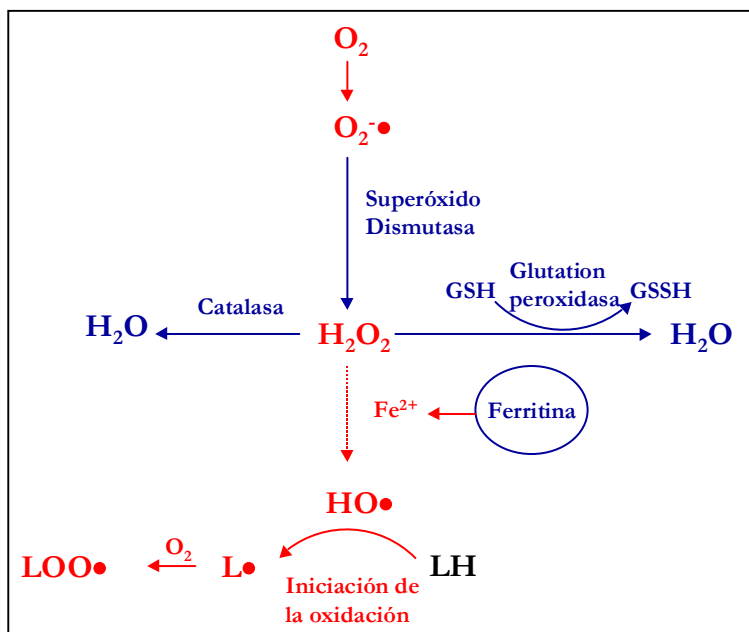 O₂
O₂⁻•
Superóxido
Dismutasa
Glutation
GSH peroxidasa GSSH
Catalasa
H₂O H₂O₂ H₂O
Fe²⁺ Ferritina
HO•
O₂
LOO• L• LH
Iniciación de
la oxidación